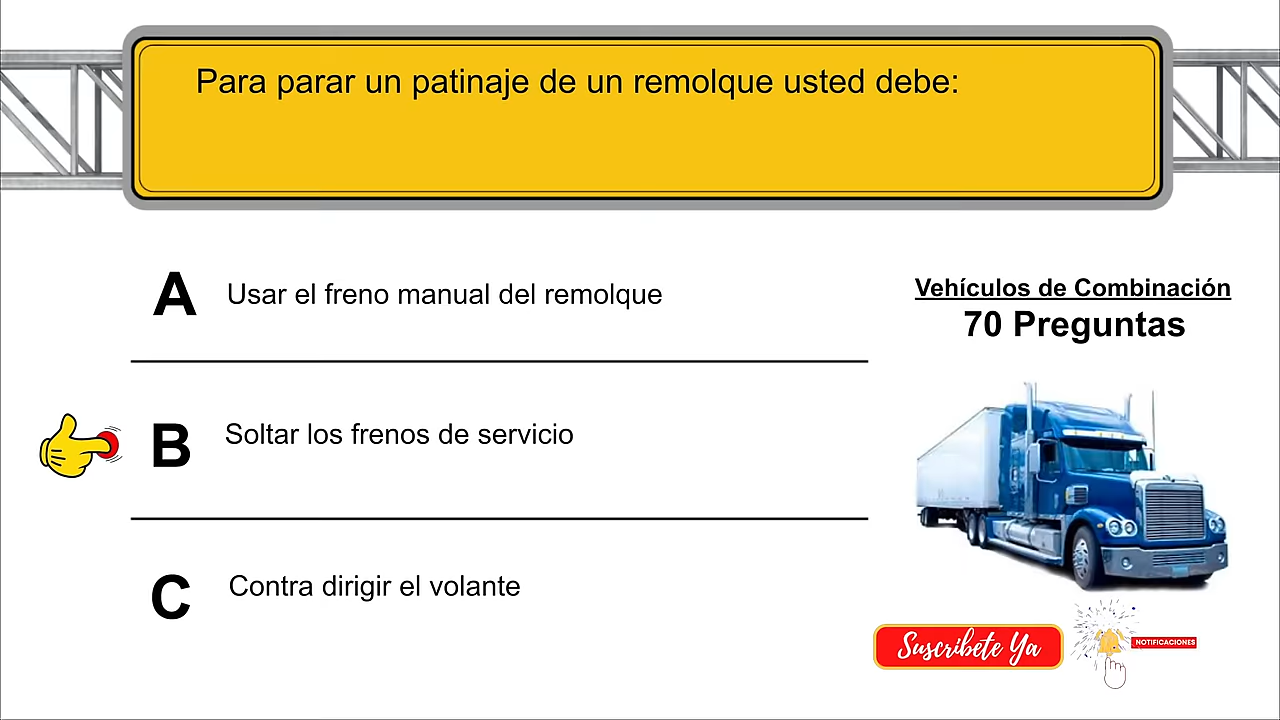 Para parar un patinaje de un remolque usted debe:
A Usar el freno manual del remolque
B Soltar los frenos de servicio
C Contra dirigir el volante
Vehículos de Combinación
70 Preguntas
Suscríbete Ya
NOTIFICACIONES